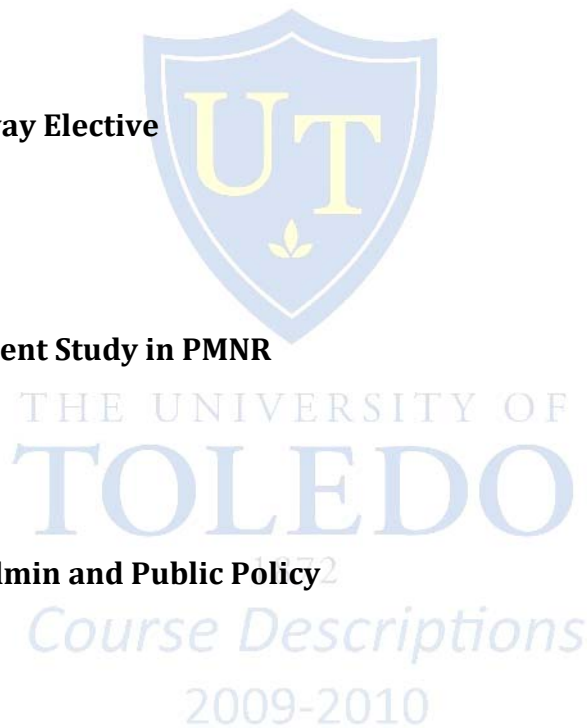 UT
ay Elective
ent Study in PMNR
THE UNIVERSITY OF
TOLEDO
1872
lmin and Public Policy
Course Descriptions
2009-2010